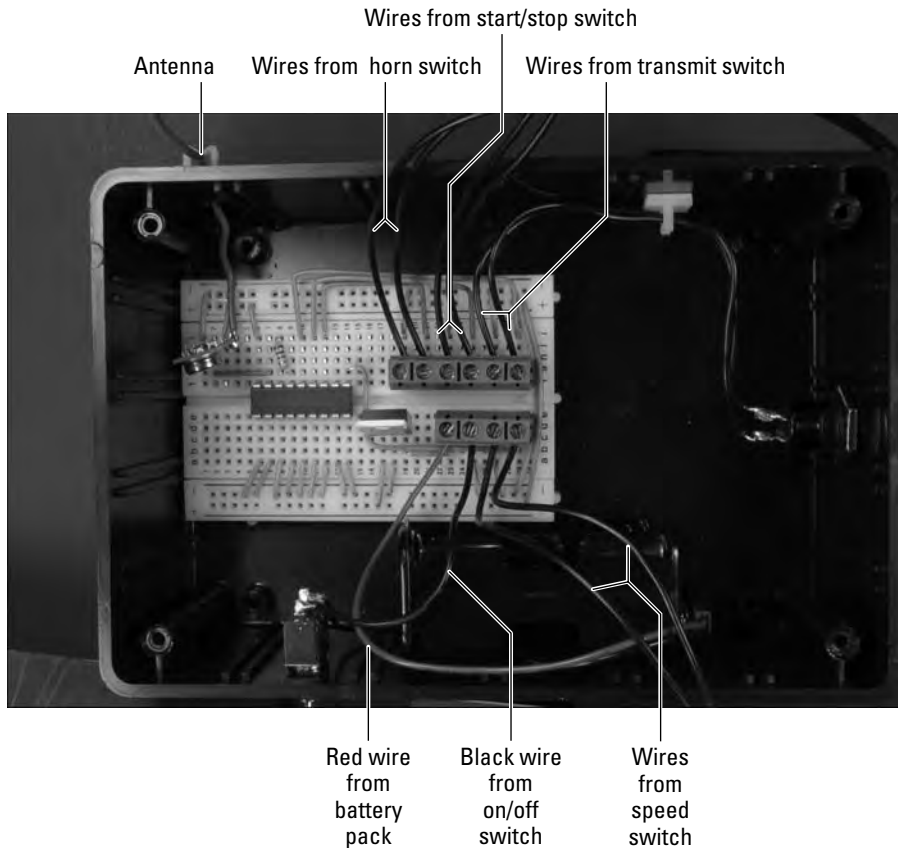 Wires from start/stop switch
Antenna
Wires from horn switch
Wires from transmit switch
Red wire
from
battery
pack
Black wire
from
on/off
switch
Wires
from
speed
switch